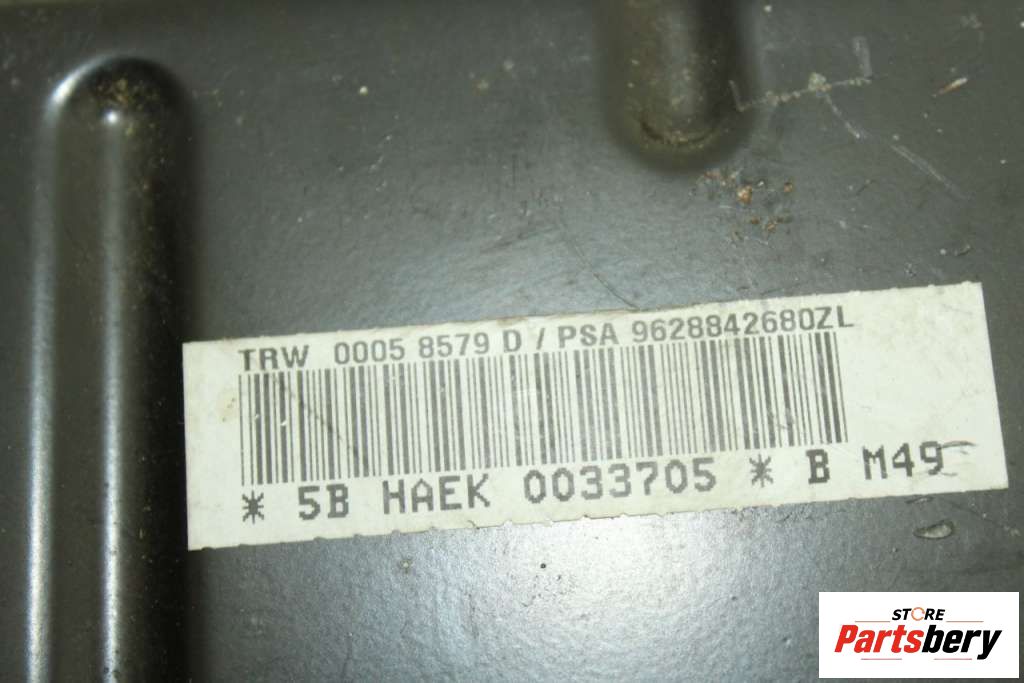 TRW 0005 8579 D / PSA 9628842680ZL
* 5B HAEK 0033705 * B M49
STORE
Partsbery